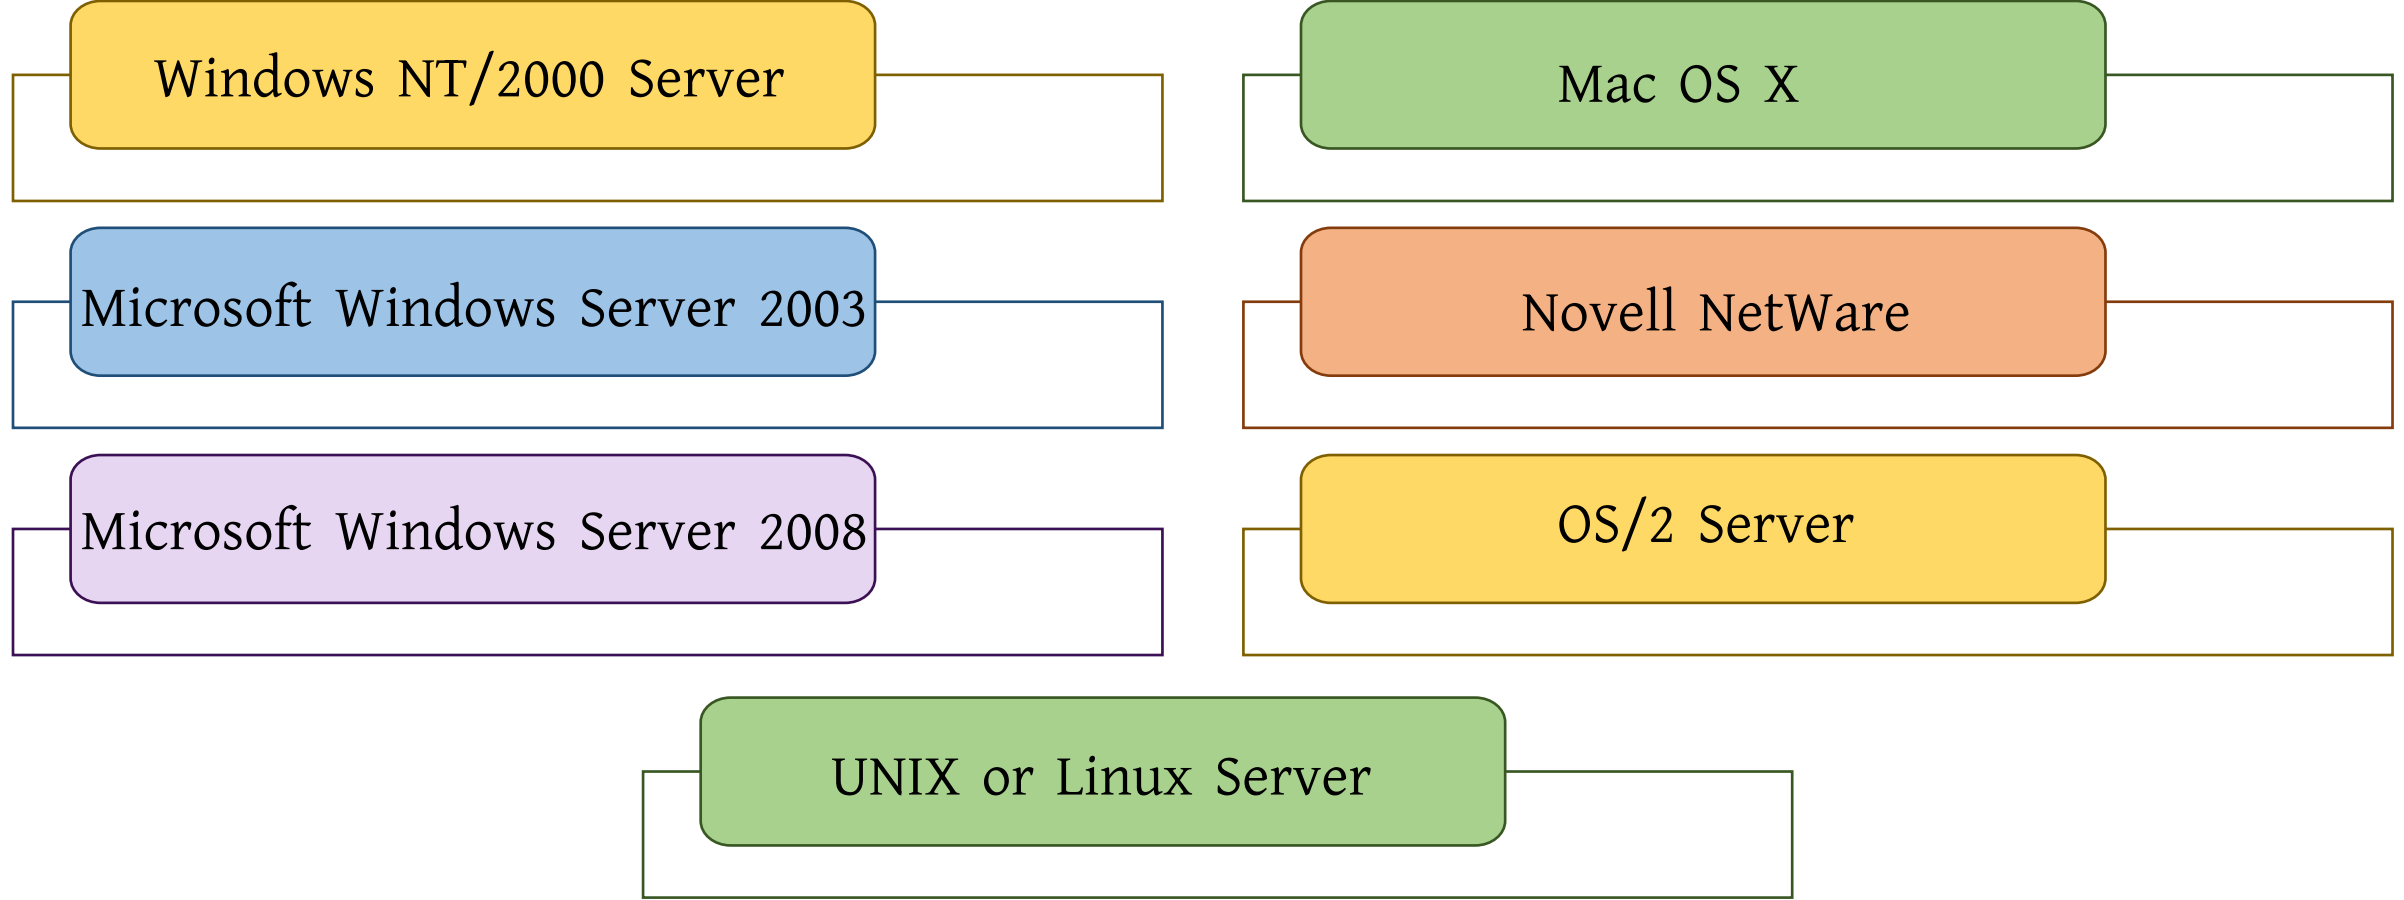 Windows NT/2000 Server
Mac OS X
Microsoft Windows Server 2003
Novell NetWare
Microsoft Windows Server 2008
OS/2 Server
UNIX or Linux Server